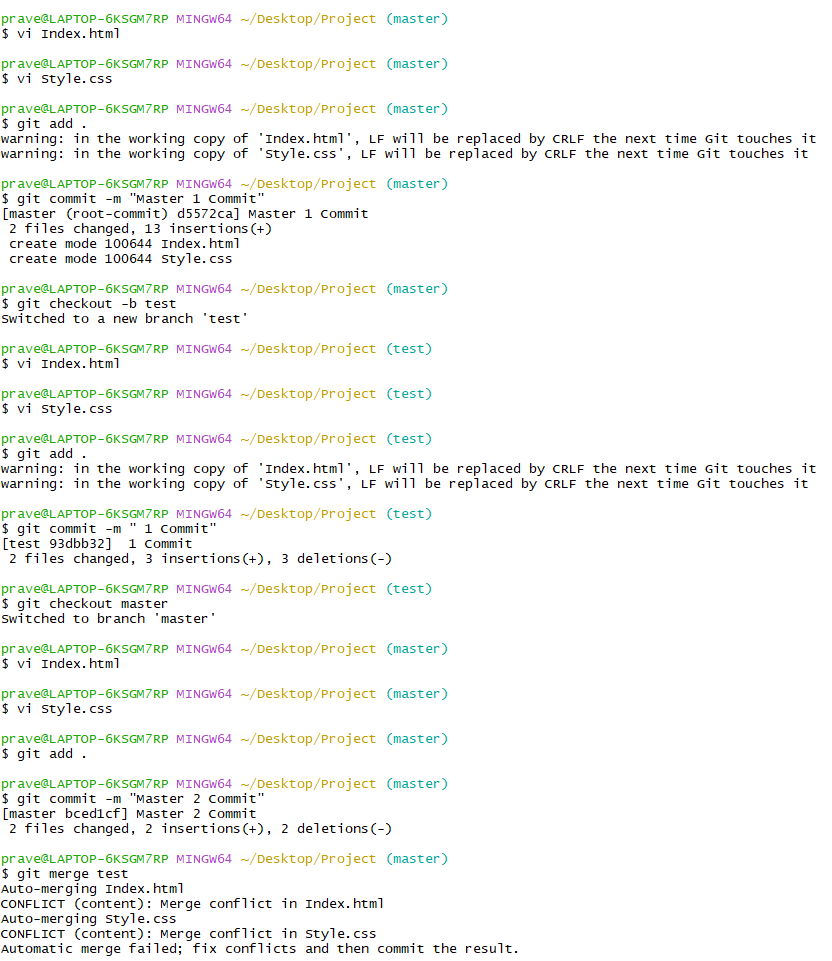 prave@LAPTOP-6KSGM7RP MINGW64 ~/Desktop/Project (master)
$ vi Index.html
prave@LAPTOP-6KSGM7RP MINGW64 ~/Desktop/Project (master)
$ vi Style.css
prave@LAPTOP-6KSGM7RP MINGW64 ~/Desktop/Project (master)
$ git add .
warning: in the working copy of 'Index.html', LF will be replaced by CRLF the next time Git touches it
warning: in the working copy of 'Style.css', LF will be replaced by CRLF the next time Git touches it
prave@LAPTOP-6KSGM7RP MINGW64 ~/Desktop/Project (master)
$ git commit -m "Master 1 Commit"
[master (root-commit) d5572ca] Master 1 Commit
 2 files changed, 13 insertions(+)
 create mode 100644 Index.html
 create mode 100644 Style.css
prave@LAPTOP-6KSGM7RP MINGW64 ~/Desktop/Project (master)
$ git checkout -b test
Switched to a new branch 'test'
prave@LAPTOP-6KSGM7RP MINGW64 ~/Desktop/Project (test)
$ vi Index.html
prave@LAPTOP-6KSGM7RP MINGW64 ~/Desktop/Project (test)
$ vi Style.css
prave@LAPTOP-6KSGM7RP MINGW64 ~/Desktop/Project (test)
$ git add .
warning: in the working copy of 'Index.html', LF will be replaced by CRLF the next time Git touches it
warning: in the working copy of 'Style.css', LF will be replaced by CRLF the next time Git touches it
prave@LAPTOP-6KSGM7RP MINGW64 ~/Desktop/Project (test)
$ git commit -m " 1 Commit"
[test 93dbb32]  1 Commit
 2 files changed, 3 insertions(+), 3 deletions(-)
prave@LAPTOP-6KSGM7RP MINGW64 ~/Desktop/Project (test)
$ git checkout master
Switched to branch 'master'
prave@LAPTOP-6KSGM7RP MINGW64 ~/Desktop/Project (master)
$ vi Index.html
prave@LAPTOP-6KSGM7RP MINGW64 ~/Desktop/Project (master)
$ vi Style.css
prave@LAPTOP-6KSGM7RP MINGW64 ~/Desktop/Project (master)
$ git add .
prave@LAPTOP-6KSGM7RP MINGW64 ~/Desktop/Project (master)
$ git commit -m "Master 2 Commit"
[master bced1cf] Master 2 Commit
 2 files changed, 2 insertions(+), 2 deletions(-)
prave@LAPTOP-6KSGM7RP MINGW64 ~/Desktop/Project (master)
$ git merge test
Auto-merging Index.html
CONFLICT (content): Merge conflict in Index.html
Auto-merging Style.css
CONFLICT (content): Merge conflict in Style.css
Automatic merge failed; fix conflicts and then commit the result.